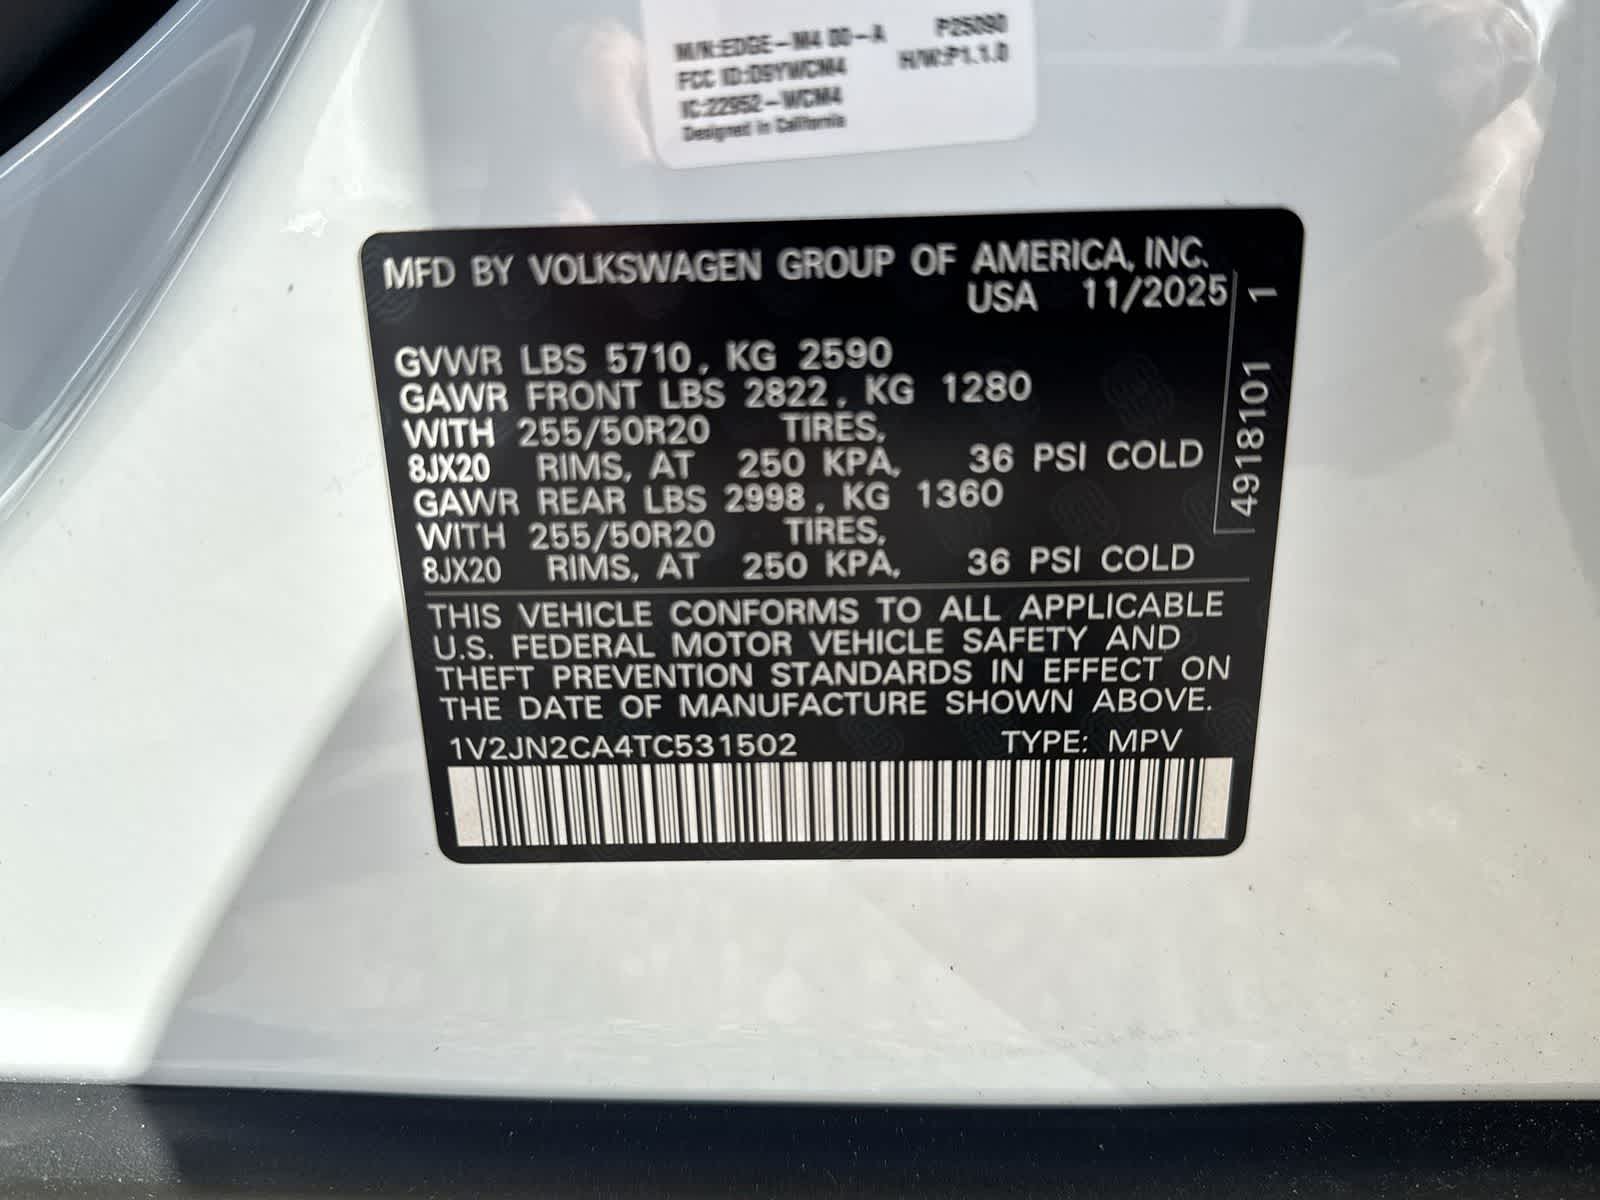 M/N:EDGE-M4 00-A P25090
FCC ID:DSYWCM4 H/W:P1.1.0
IC:22952-WCM4
Designed in California
MFD BY VOLKSWAGEN GROUP OF AMERICA, INC.
USA 11/2025
GVWR LBS 5710, KG 2590
GAWR FRONT LBS 2822, KG 1280
WITH 255/50R20 TIRES,
8JX20 RIMS, AT 250 KPA, 36 PSI COLD
GAWR REAR LBS 2998, KG 1360
WITH 255/50R20 TIRES,
8JX20 RIMS, AT 250 KPA, 36 PSI COLD
4918101 1
THIS VEHICLE CONFORMS TO ALL APPLICABLE
U.S. FEDERAL MOTOR VEHICLE SAFETY AND
THEFT PREVENTION STANDARDS IN EFFECT ON
THE DATE OF MANUFACTURE SHOWN ABOVE.
1V2JN2CA4TC531502 TYPE: MPV